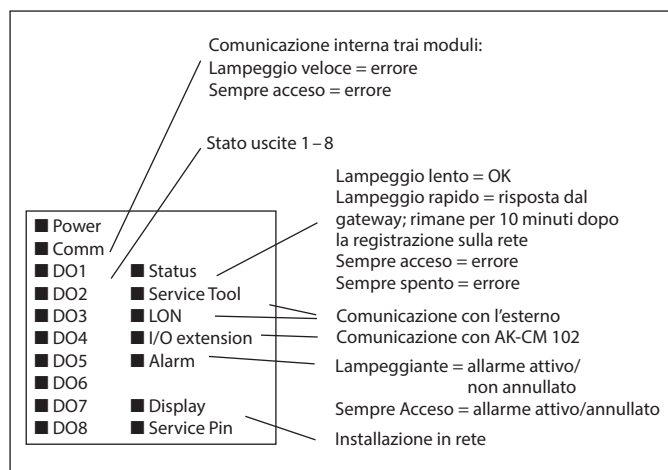 Comunicazione interna trai moduli:
Lampeggio veloce = errore
Sempre acceso = errore
Stato uscite 1–8
Lampeggio lento = OK
Lampeggio rapido = risposta dal
gateway; rimane per 10 minuti dopo
la registrazione sulla rete
Sempre acceso = errore
Sempre spento = errore
Power
Comm
DO1 Status
DO2 Service Tool
DO3 LON
DO4 I/O extension
DO5 Alarm
DO6
DO7 Display
DO8 Service Pin
Comunicazione con l'esterno
Comunicazione con AK-CM 102
Lampeggiante = allarme attivo/
non annullato
Sempre Acceso = allarme attivo/annullato
Installazione in rete